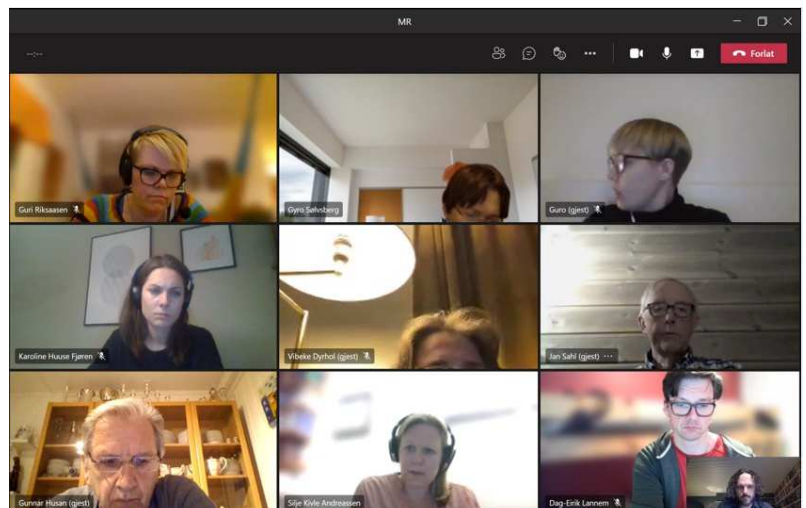 MR
--:--
Forlat
Guri Riksaasen
Gyro Sølvsberg
Guro (gjest)
Karoline Huuse Fjøren
Vibeke Dyrhol (gjest)
Jan Sahl (gjest)
Gunnar Husan (gjest)
Silje Kivle Andreassen
Dag-Eirik Lannem